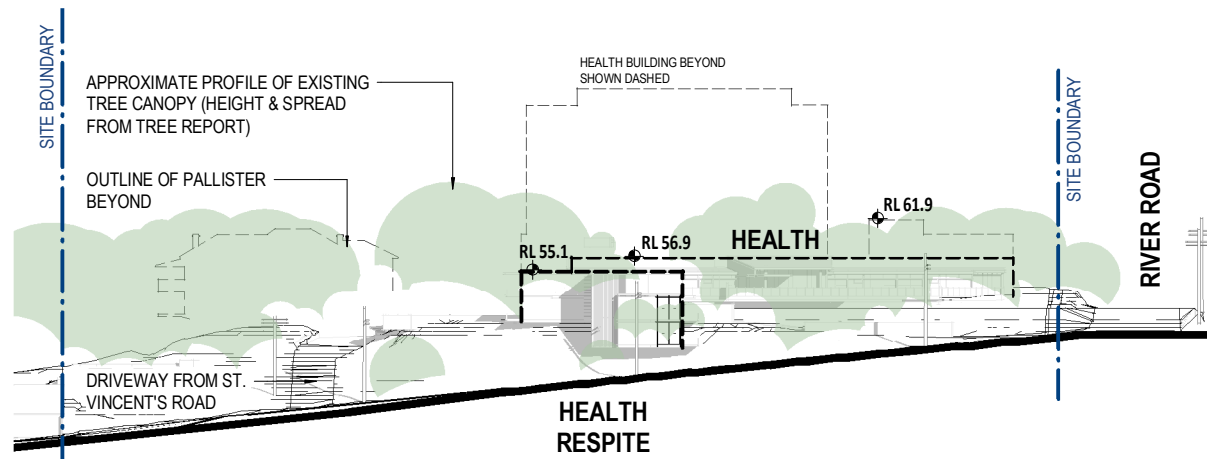 SITE BOUNDARY
APPROXIMATE PROFILE OF EXISTING
TREE CANOPY (HEIGHT & SPREAD
FROM TREE REPORT)
OUTLINE OF PALLISTER
BEYOND
HEALTH BUILDING BEYOND
SHOWN DASHED
RL 55.1
RL 56.9
HEALTH
RL 61.9
SITE BOUNDARY
RIVER ROAD
DRIVEWAY FROM ST.
VINCENT'S ROAD
HEALTH
RESPITE